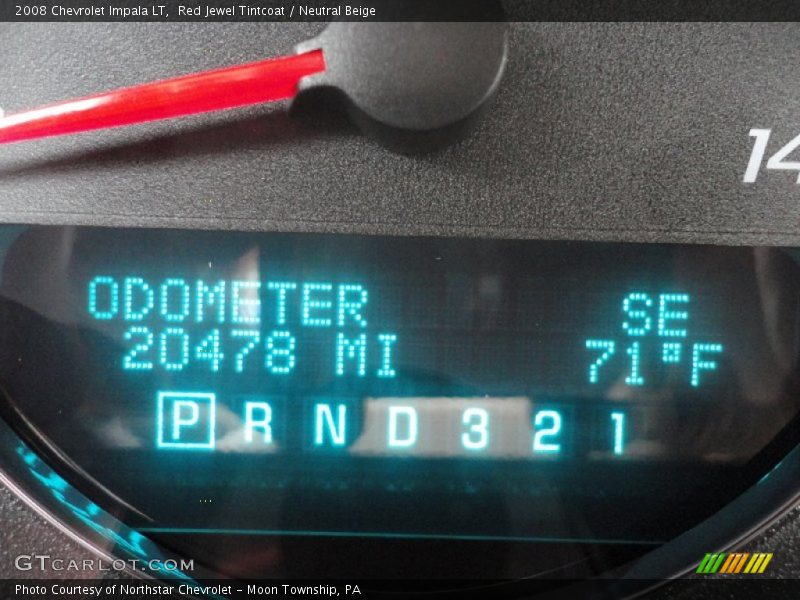 2008 Chevrolet Impala LT,  Red Jewel Tintcoat / Neutral Beige
14
ODOMETER SE
20478 MI 71°F
P R N D 3 2 1
GTCARLOT.COM
Photo Courtesy of Northstar Chevrolet - Moon Township, PA